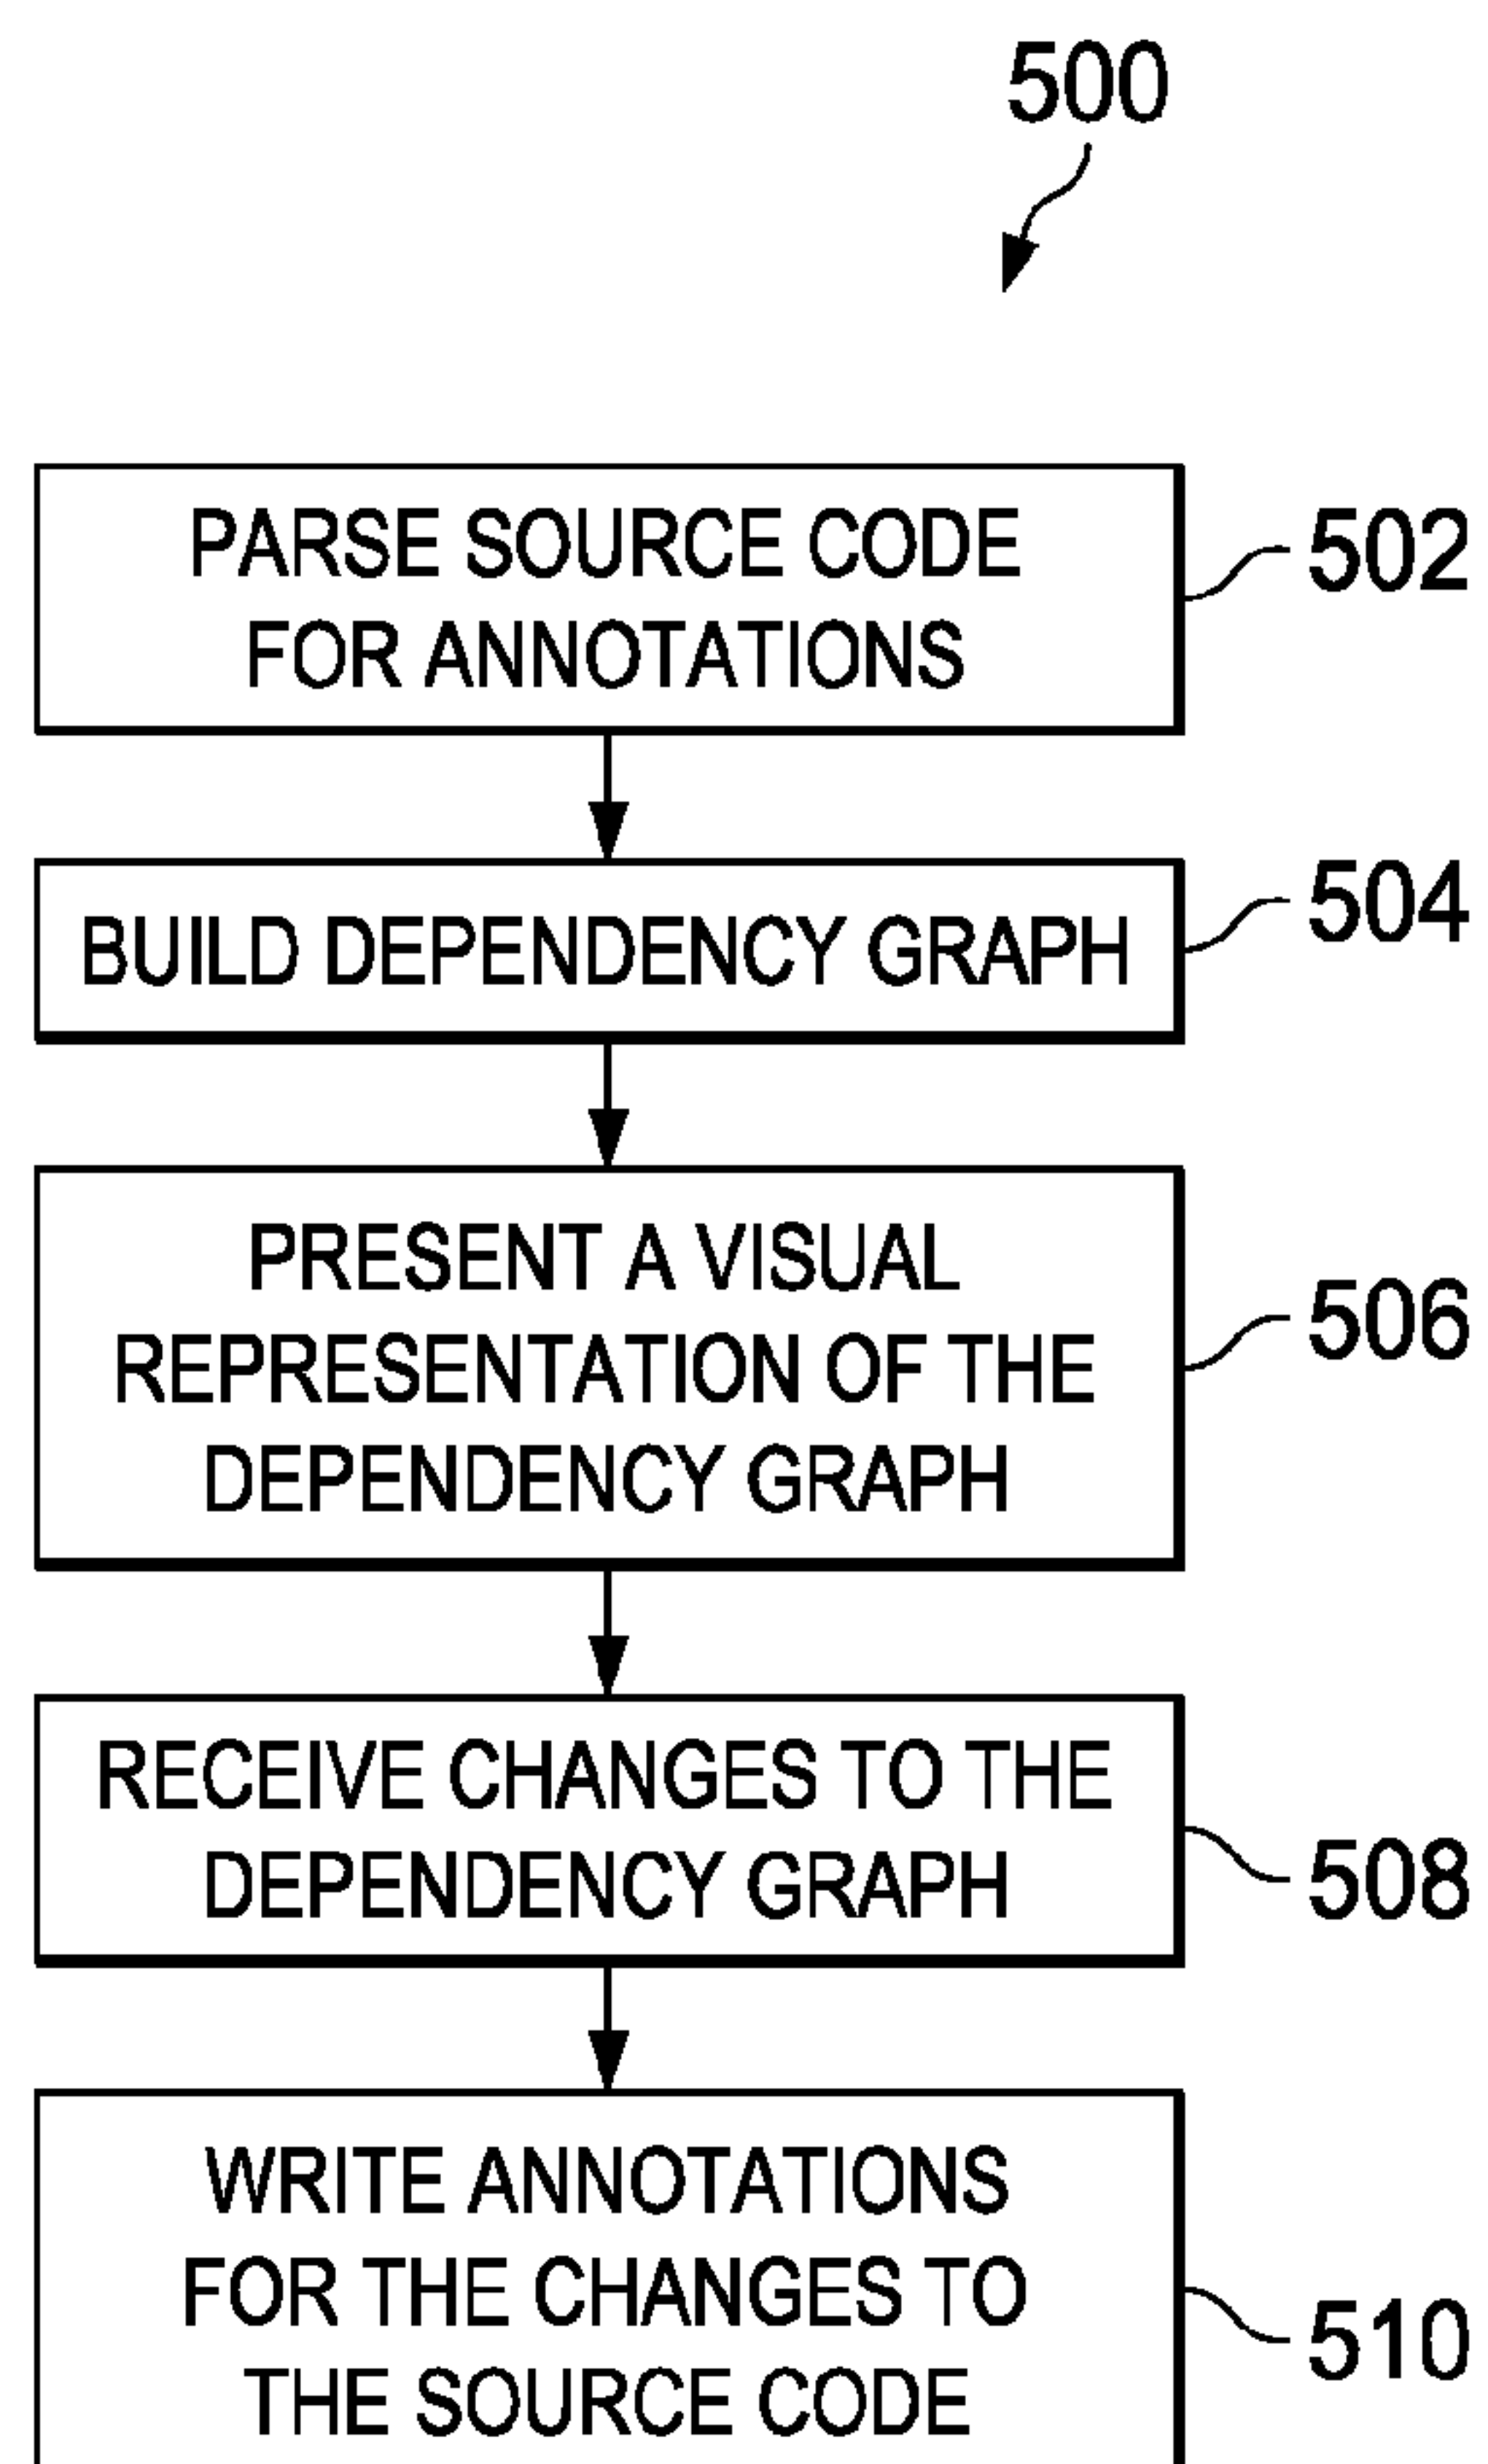 500
PARSE SOURCE CODE
FOR ANNOTATIONS
502
BUILD DEPENDENCY GRAPH
504
PRESENT A VISUAL
REPRESENTATION OF THE
DEPENDENCY GRAPH
506
RECEIVE CHANGES TO THE
DEPENDENCY GRAPH
508
WRITE ANNOTATIONS
FOR THE CHANGES TO
THE SOURCE CODE
510